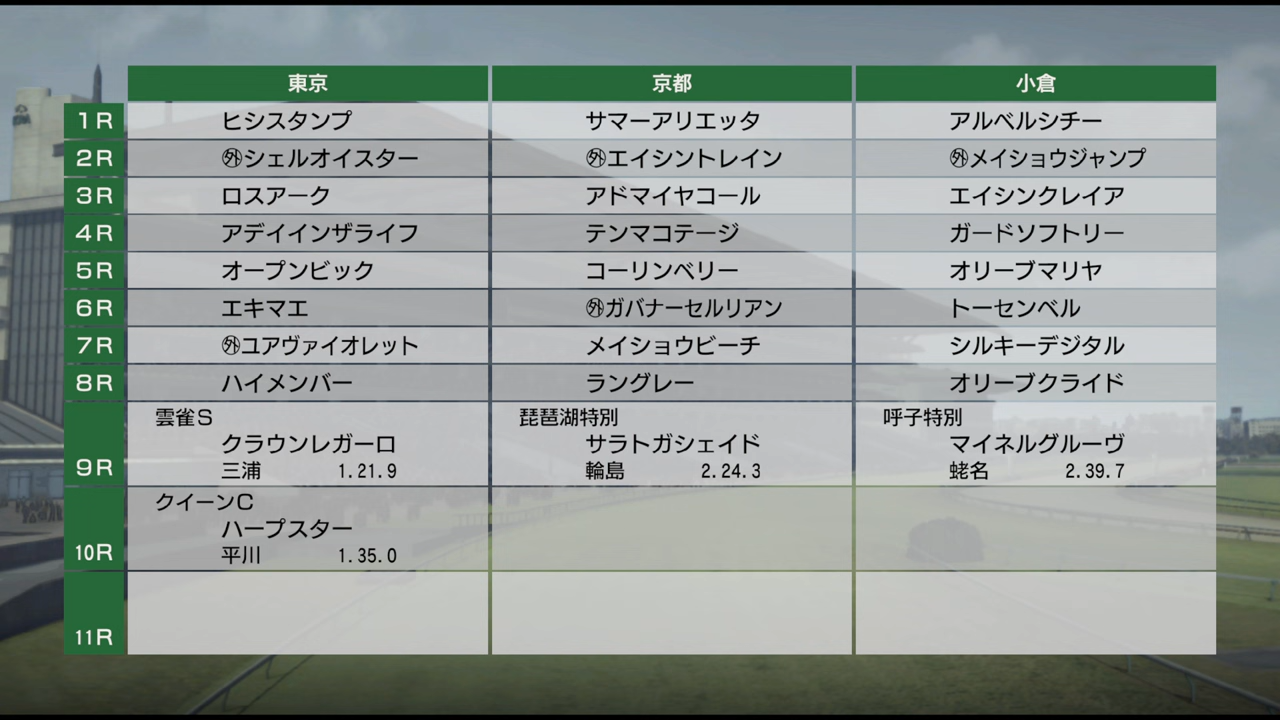 東京 京都 小倉
1R ヒシスタンプ サマーアリエッタ アルベルシチー
2R ㊕シェルオイスター ㊕エイシントレイン ㊕メイショウジャンプ
3R ロスアーク アドマイヤコール エイシンクレイア
4R アデイインザライフ テンマコテージ ガードソフトリー
5R オープンビック コーリンベリー オリーブマリヤ
6R エキマエ ㊕ガバナーセルリアン トーセンベル
7R ㊕ユアヴァイオレット メイショウビーチ シルキーデジタル
8R ハイメンバー ラングレー オリーブクライド
雲雀S 琵琶湖特別 呼子特別
クラウンレガーロ サラトガシェイド マイネルグルーヴ
9R 三浦 1.21.9 輪島 2.24.3 蛯名 2.39.7
クイーンC
ハープスター
10R 平川 1.35.0
11R